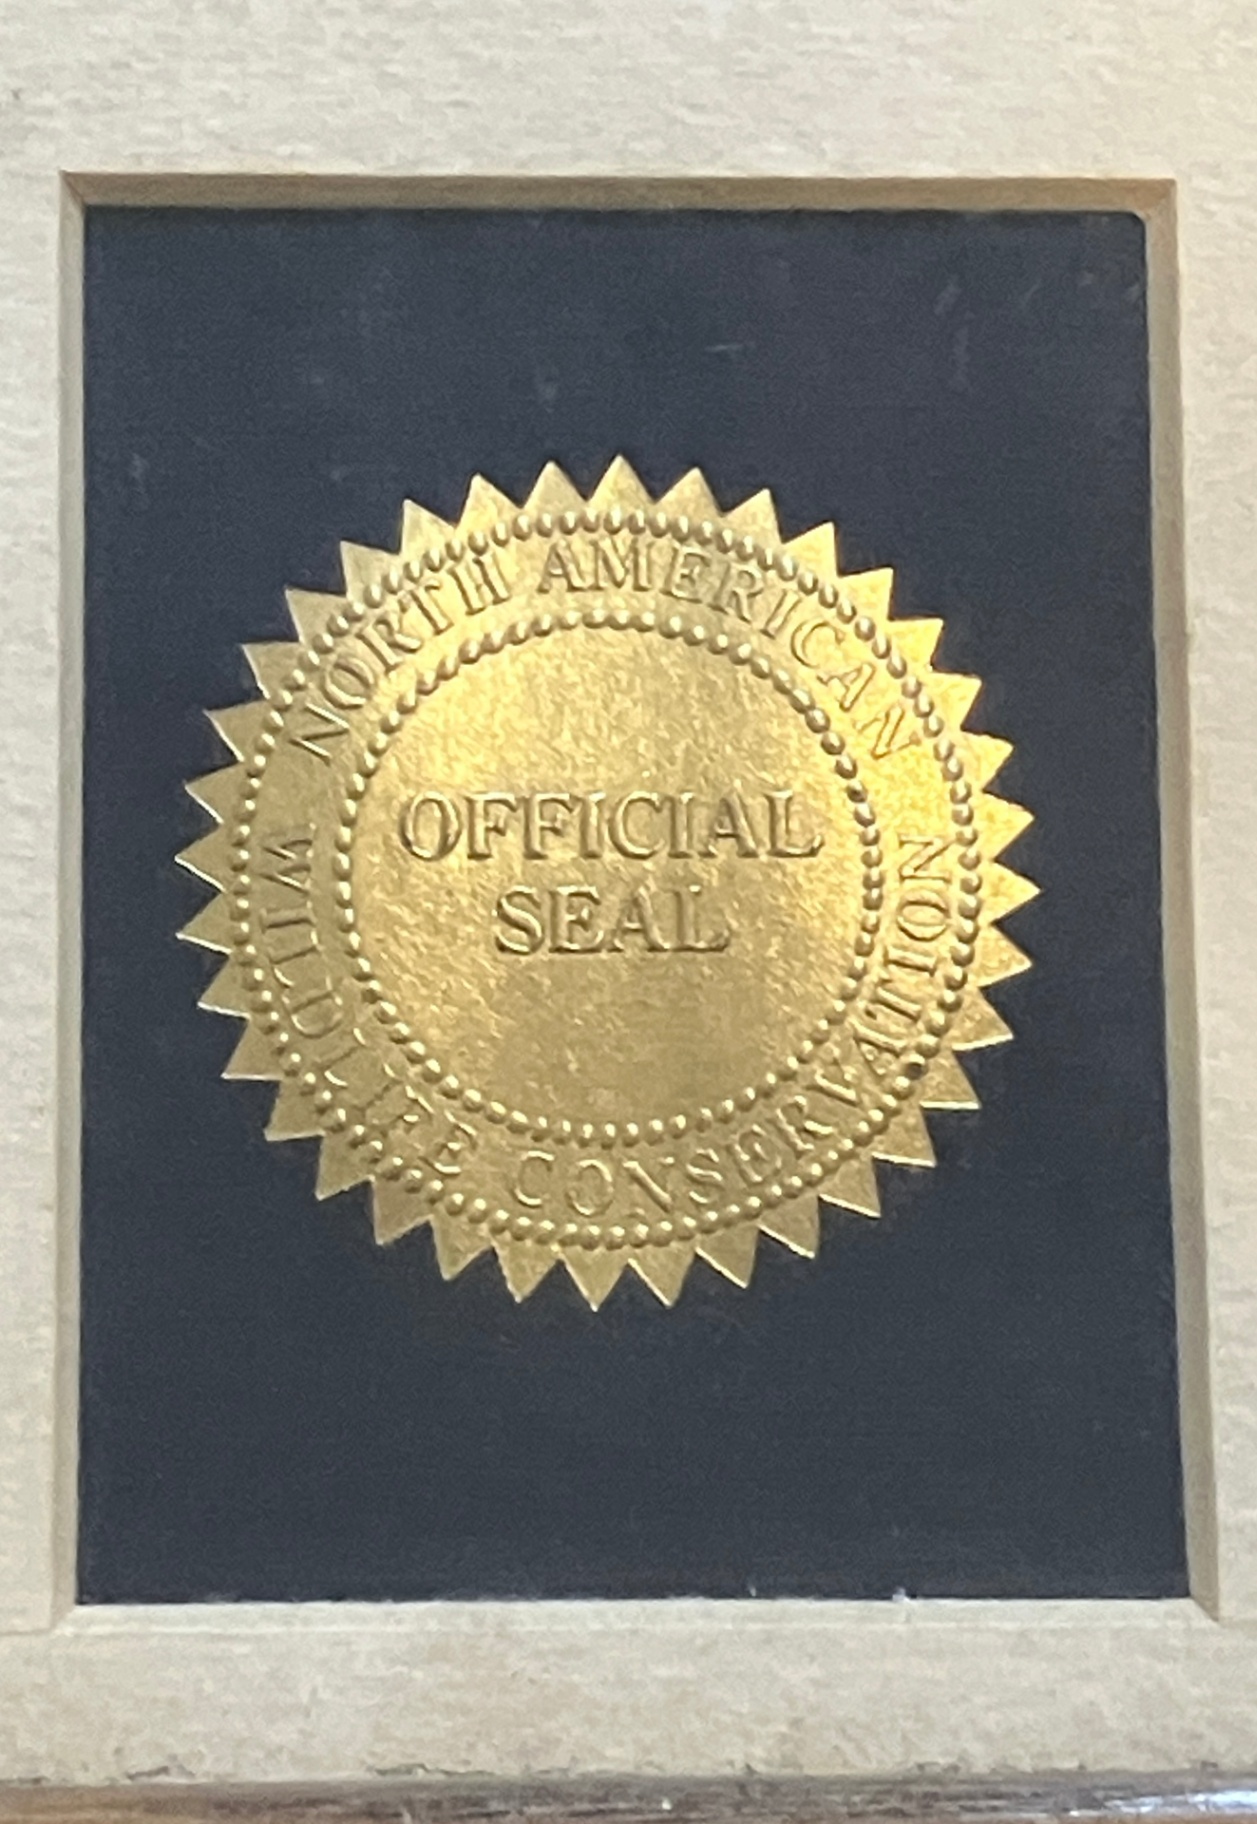 NORTH AMERICAN
WILDLIFE CONSERVATION
OFFICIAL
SEAL